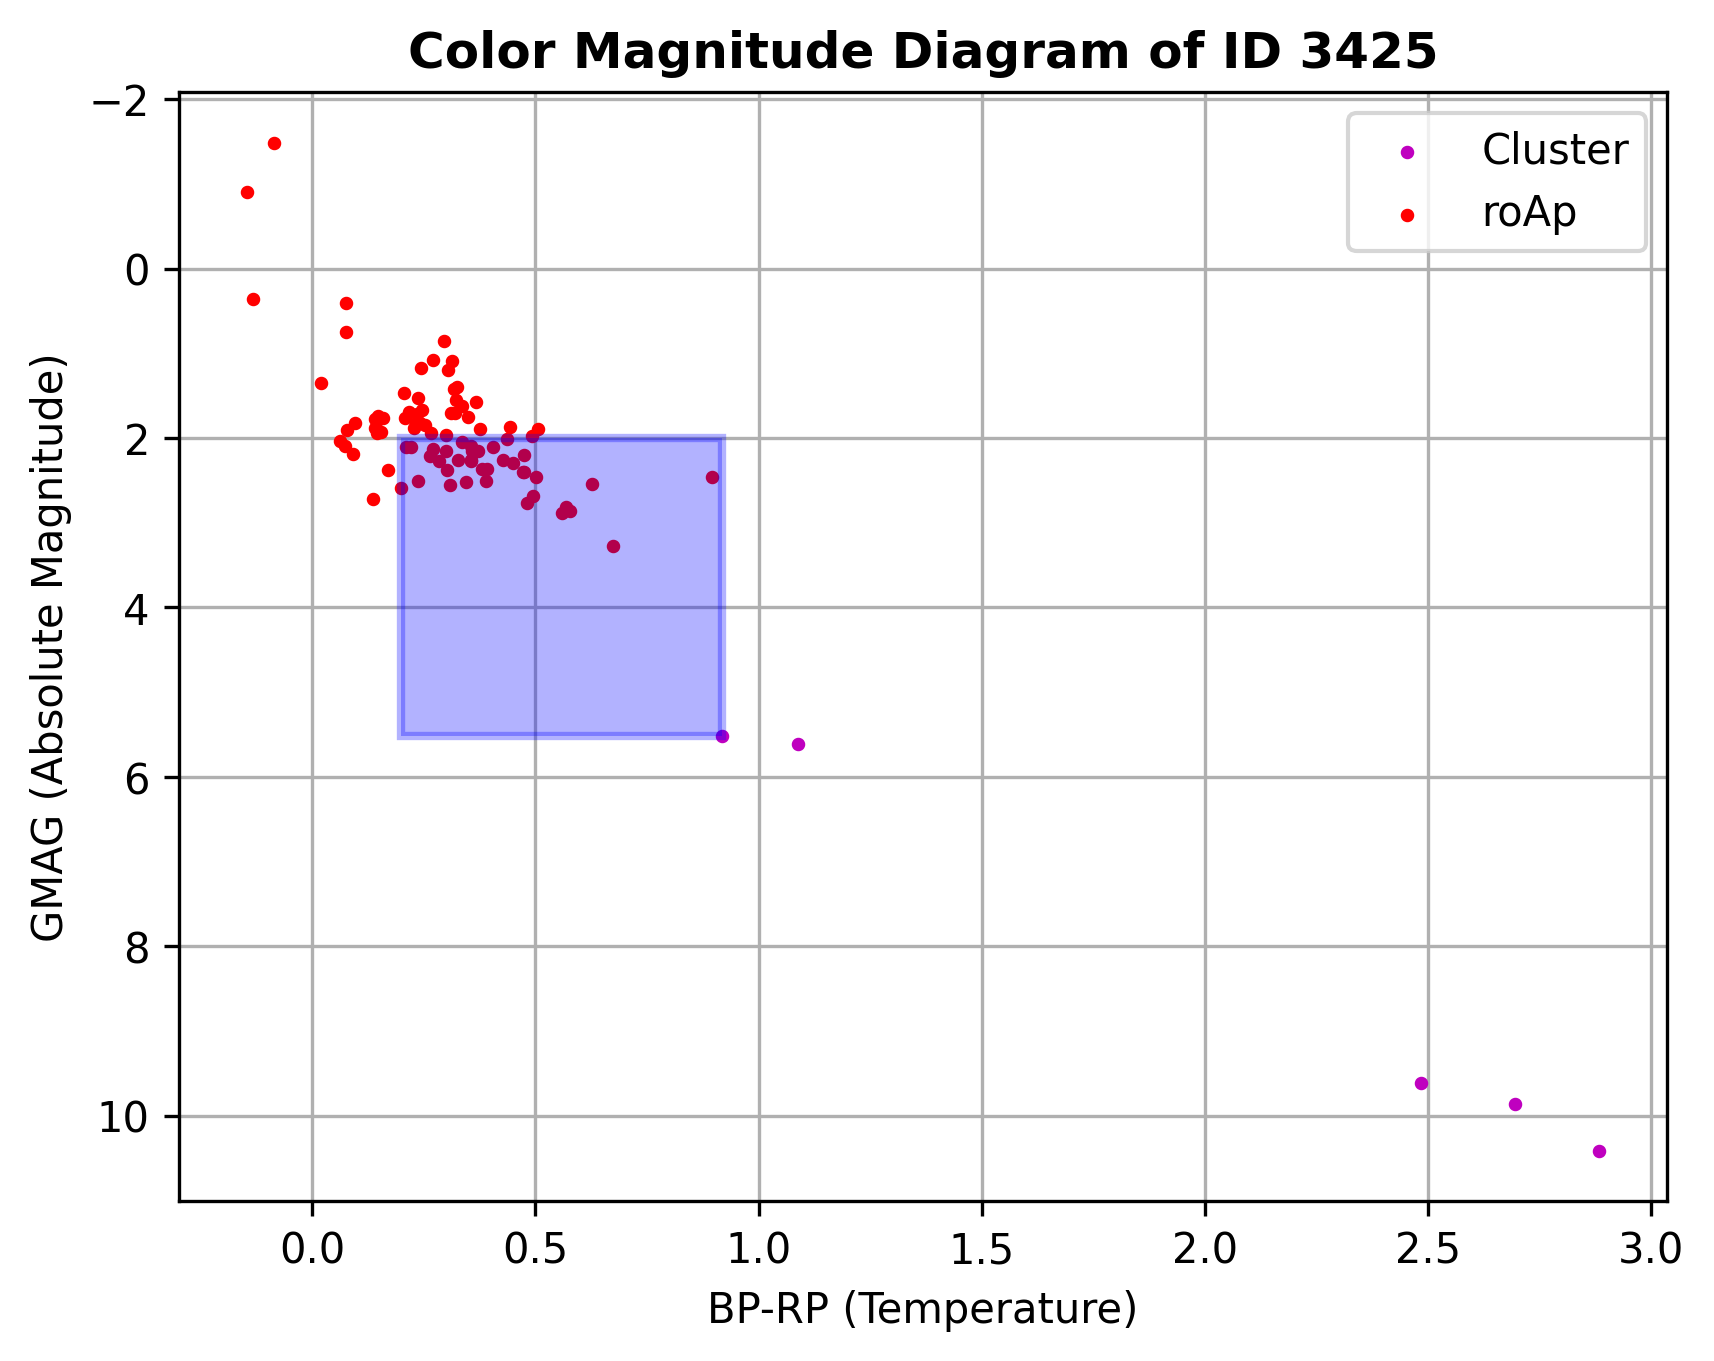 Color Magnitude Diagram of ID 3425
−2
0
2
4
6
8
10
GMAG (Absolute Magnitude)
Cluster
roAp
0.0 0.5 1.0 1.5 2.0 2.5 3.0
BP-RP (Temperature)